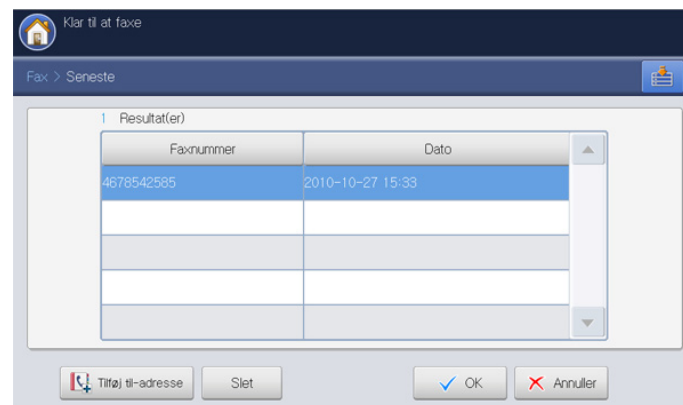 Klar til at faxe
Fax > Seneste
1 Resultat(er)
Faxnummer Dato
4678542585 2010-10-27 15:33
Tilføj til-adresse Slet OK Annuller